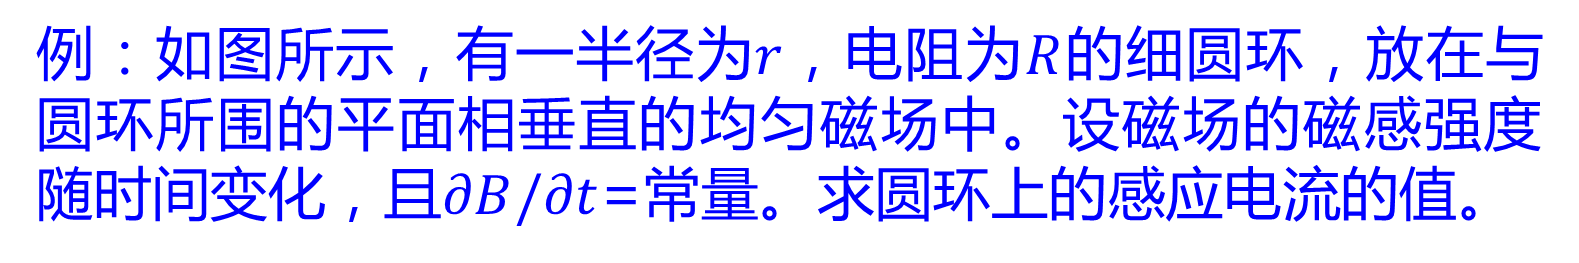 例：如图所示，有一半径为r，电阻为R的细圆环，放在与
圆环所围的平面相垂直的均匀磁场中。设磁场的磁感强度
随时间变化，且∂B/∂t=常量。求圆环上的感应电流的值。